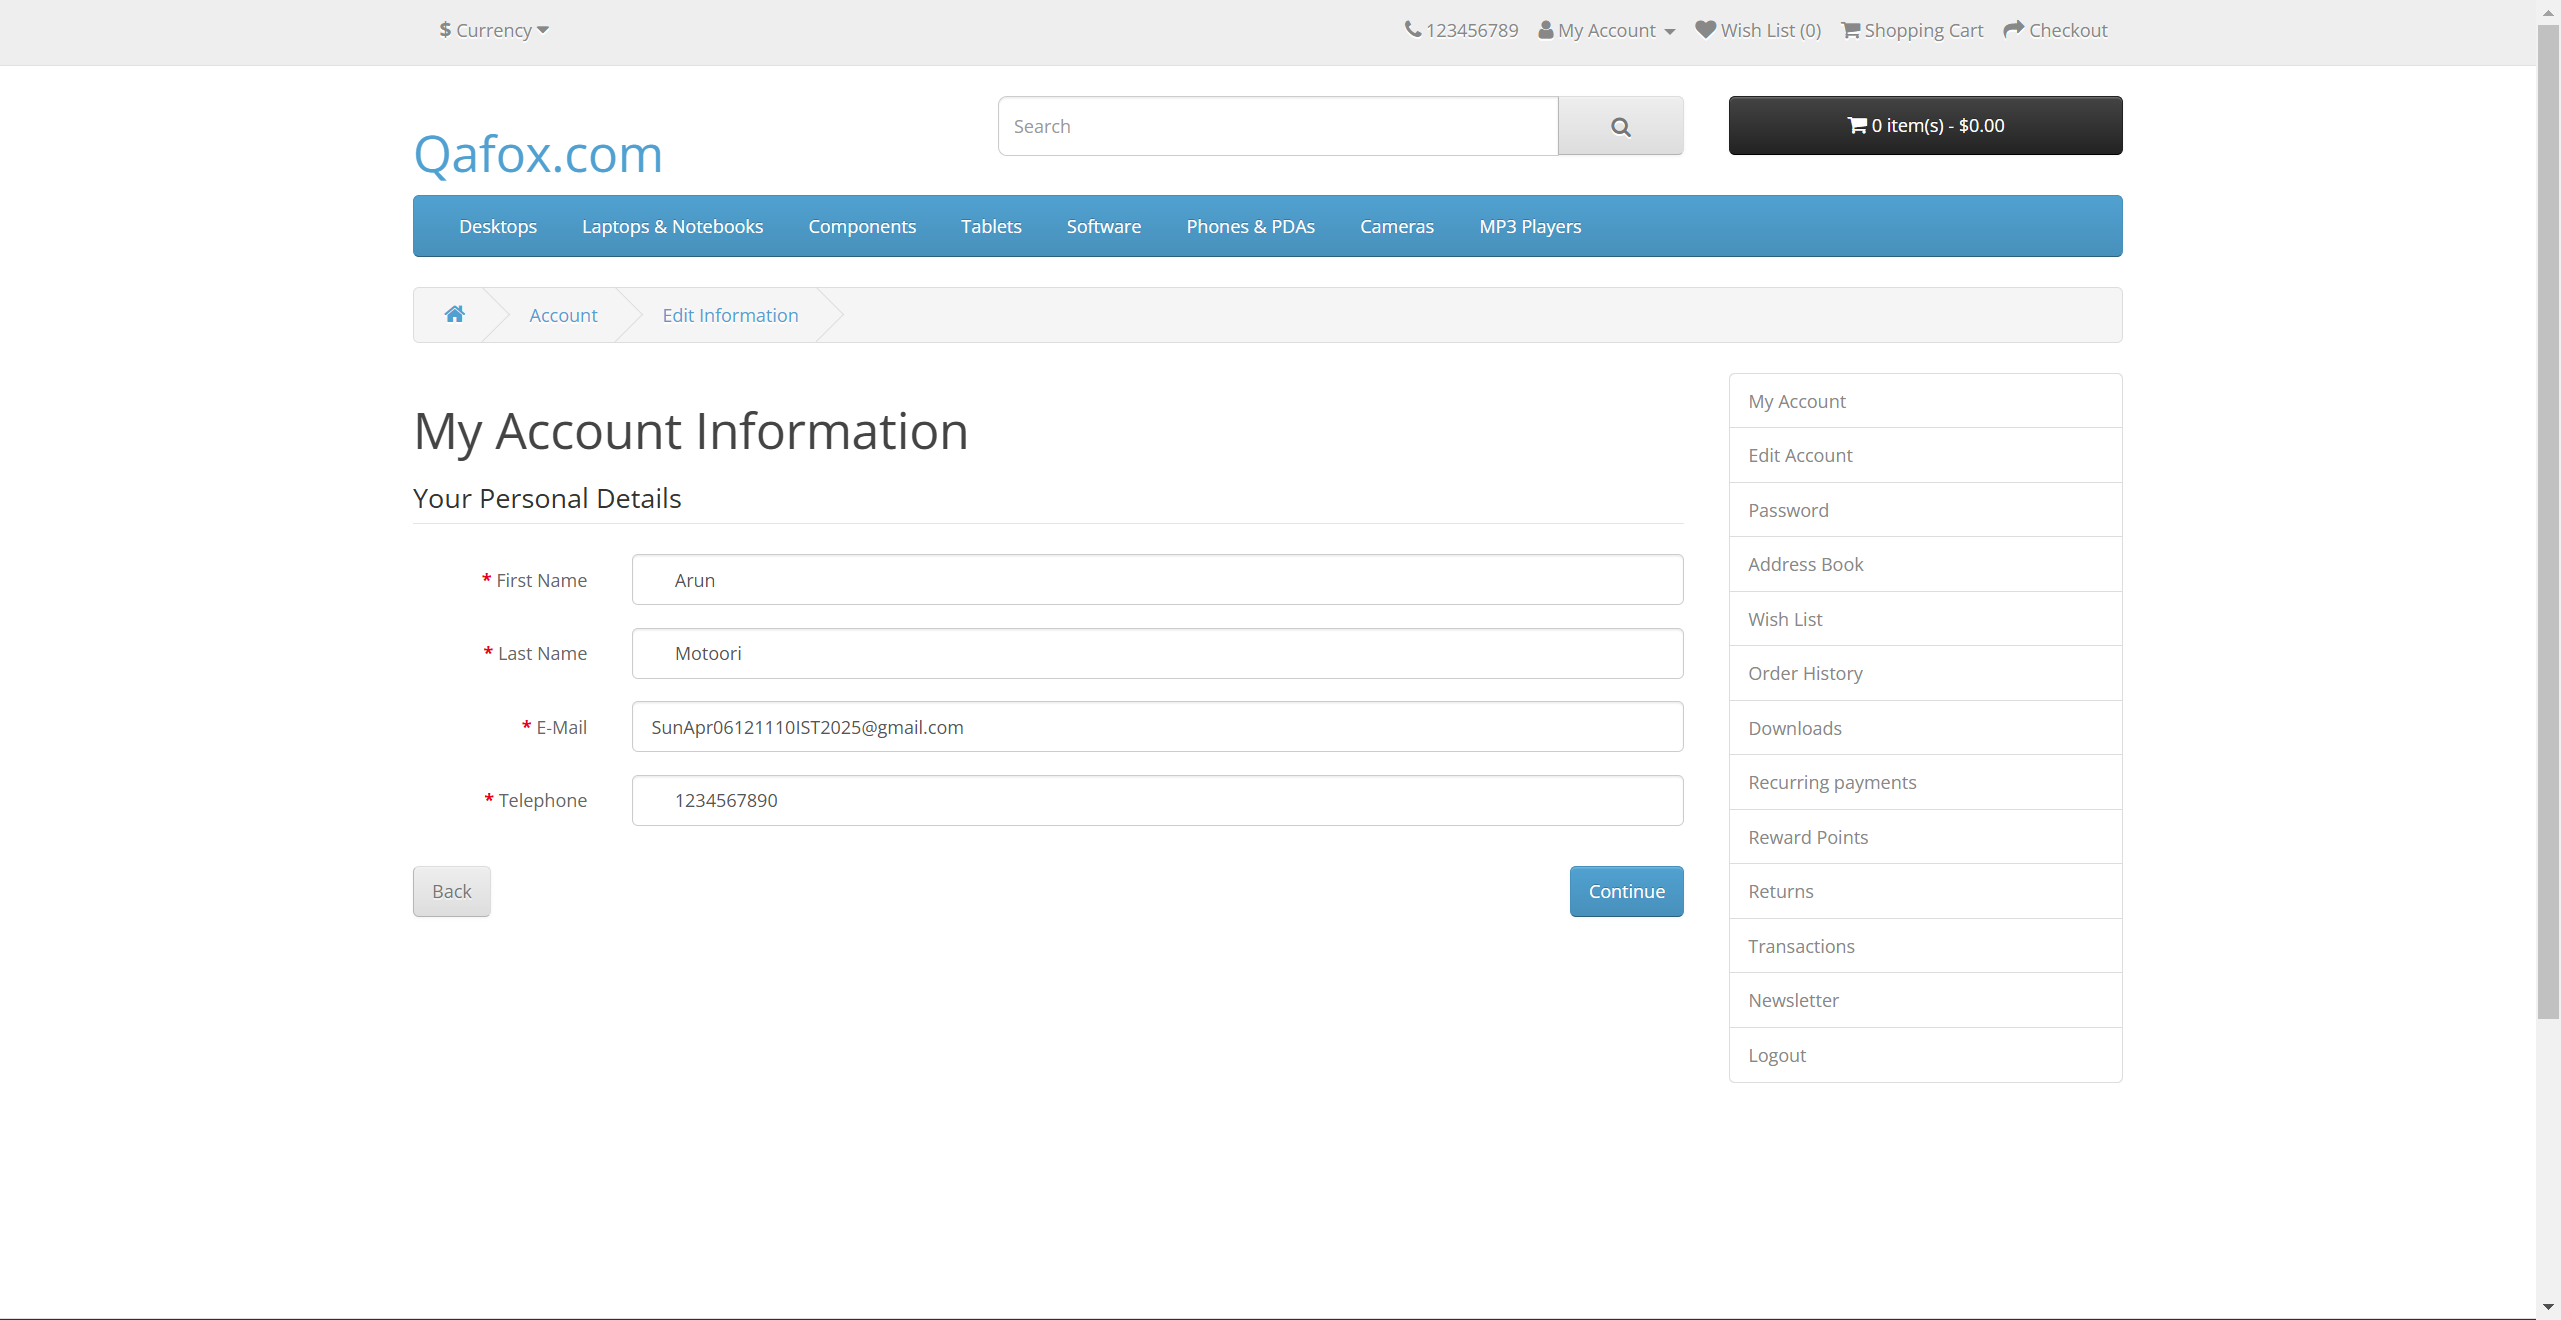 $ Currency
123456789 My Account Wish List (0) Shopping Cart Checkout
Qafox.com
Search
0 item(s) - $0.00
Desktops Laptops & Notebooks Components Tablets Software Phones & PDAs Cameras MP3 Players
Account Edit Information
My Account Information
Your Personal Details
* First Name Arun
* Last Name Motoori
* E-Mail SunApr06121110IST2025@gmail.com
* Telephone 1234567890
Back Continue
My Account
Edit Account
Password
Address Book
Wish List
Order History
Downloads
Recurring payments
Reward Points
Returns
Transactions
Newsletter
Logout